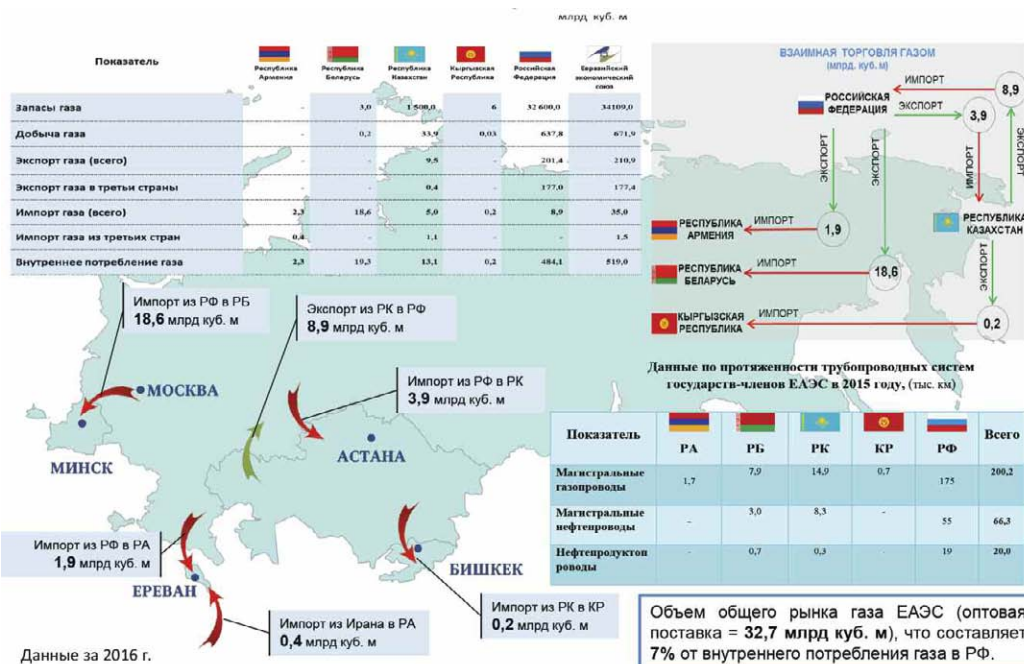 млрд куб. м
Показатель
Республика Армения
Республика Беларусь
Республика Казахстан
Кыргызская Республика
Российская Федерация
Евразийский экономический союз
Запасы газа - 3,0 1 500,0 6 32 600,0 34109,0
Добыча газа - 0,2 33,9 0,03 637,8 671,9
Экспорт газа (всего) - - 9,5 - 201,4 210,9
Экспорт газа в третьи страны - - 0,4 - 177,0 177,4
Импорт газа (всего) 2,3 18,6 5,0 0,2 8,9 35,0
Импорт газа из третьих стран 0,4 - 1,1 - - 1,5
Внутреннее потребление газа 2,3 19,3 13,1 0,2 484,1 519,0
ВЗАИМНАЯ ТОРГОВЛЯ ГАЗОМ
(млрд. куб. м)
РОССИЙСКАЯ
ФЕДЕРАЦИЯ
ИМПОРТ
8,9
ЭКСПОРТ
3,9
ЭКСПОРТ
ЭКСПОРТ
ИМПОРТ
ЭКСПОРТ
РЕСПУБЛИКА
АРМЕНИЯ
ИМПОРТ
1,9
РЕСПУБЛИКА
КАЗАХСТАН
РЕСПУБЛИКА
БЕЛАРУСЬ
ИМПОРТ
18,6
ЭКСПОРТ
КЫРГЫЗСКАЯ
РЕСПУБЛИКА
ИМПОРТ
0,2
Импорт из РФ в РБ
18,6 млрд куб. м
Экспорт из РК в РФ
8,9 млрд куб. м
Импорт из РФ в РК
3,9 млрд куб. м
МОСКВА
МИНСК
АСТАНА
Импорт из РФ в РА
1,9 млрд куб. м
ЕРЕВАН
БИШКЕК
Импорт из Ирана в РА
0,4 млрд куб. м
Импорт из РК в КР
0,2 млрд куб. м
Данные за 2016 г.
Данные по протяженности трубопроводных систем
государств-членов ЕАЭС в 2015 году, (тыс. км)
Показатель РА РБ РК КР РФ Всего
Магистральные
газопроводы 1,7 7,9 14,9 0,7 175 200,2
Магистральные
нефтепроводы - 3,0 8,3 - 55 66,3
Нефтепродуктоп
роводы - 0,7 0,3 - 19 20,0
Объем общего рынка газа ЕАЭС (оптовая
поставка = 32,7 млрд куб. м), что составляет
7% от внутреннего потребления газа в РФ.